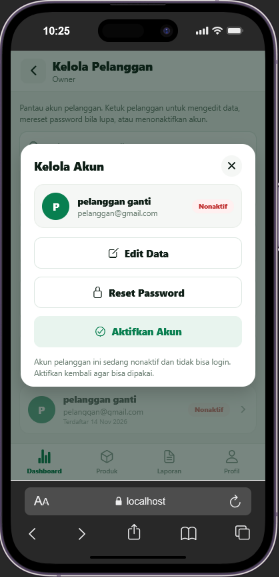 10:25
Kelola Pelanggan
Owner
Pantau akun pelanggan. Ketuk pelanggan untuk mengedit data,
mereset password bila lupa, atau menonaktifkan akun.
Kelola Akun
P
pelanggan ganti
pelanggan@gmail.com
Nonaktif
Edit Data
Reset Password
Aktifkan Akun
Akun pelanggan ini sedang nonaktif dan tidak bisa login.
Aktifkan kembali agar bisa dipakai.
P
pelanggan ganti
pelanggan@gmail.com
Nonaktif
Terdaftar 14 Nov 2028
Dashboard
Produk
Laporan
Profil
AA
localhost